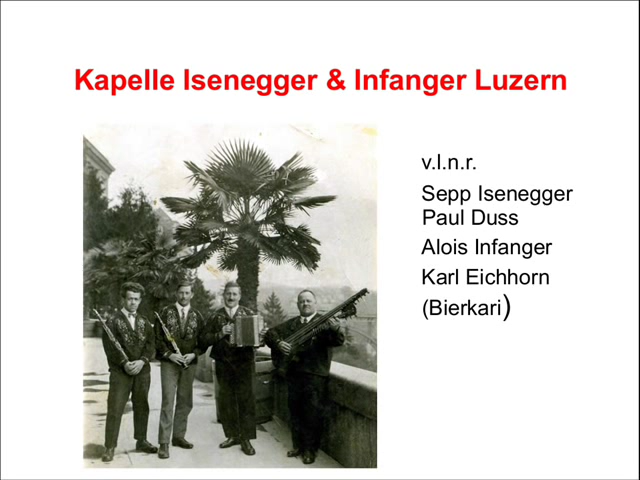 Kapelle Isenegger & Infanger Luzern
v.l.n.r.
Sepp Isenegger
Paul Duss
Alois Infanger
Karl Eichhorn
(Bierkari)